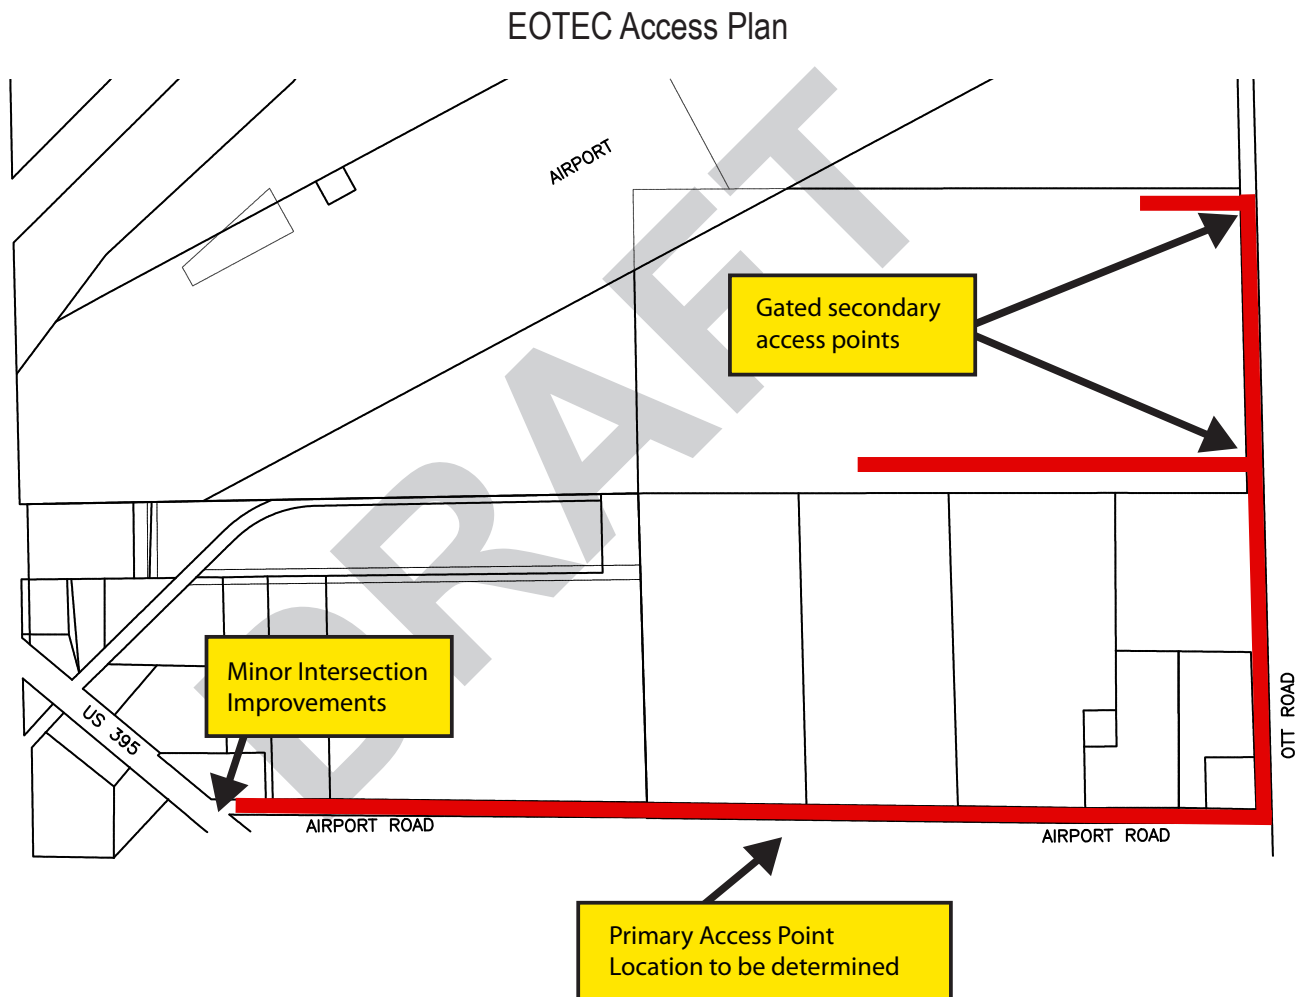 EOTEC Access Plan
AIRPORT
DRAFT
Gated secondary
access points
Minor Intersection
Improvements
US 395
OTT ROAD
AIRPORT ROAD
AIRPORT ROAD
Primary Access Point
Location to be determined